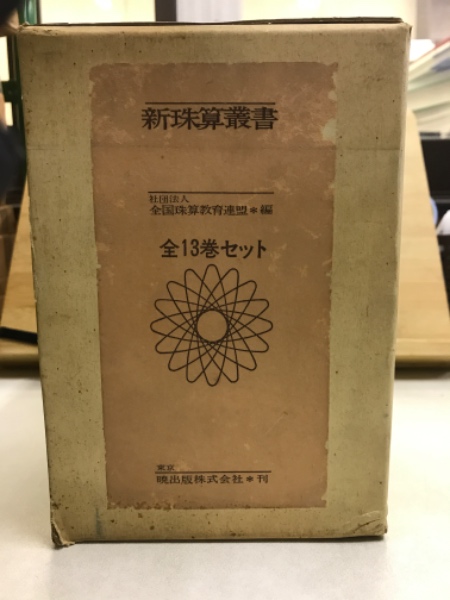 新珠算叢書
社団法人
全国珠算教育連盟＊編
全13巻セット
東京
暁出版株式会社＊刊